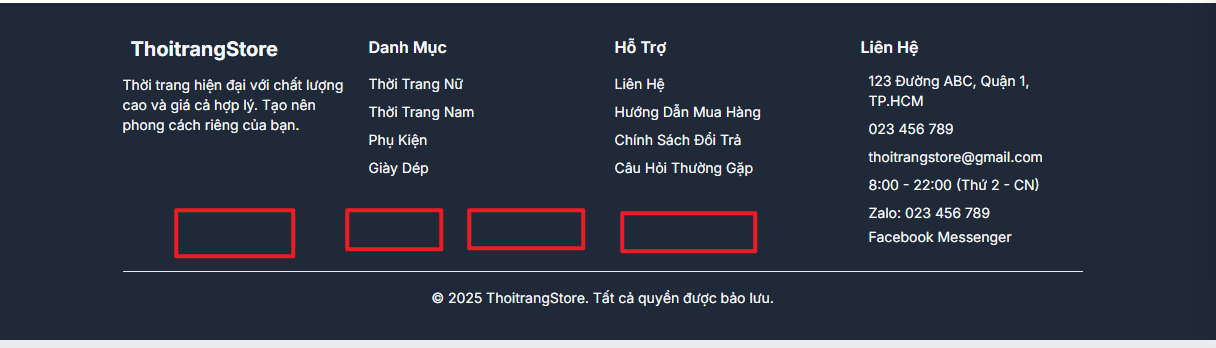 ThoitrangStore
Thời trang hiện đại với chất lượng
cao và giá cả hợp lý. Tạo nên
phong cách riêng của bạn.
Danh Mục
Thời Trang Nữ
Thời Trang Nam
Phụ Kiện
Giày Dép
Hỗ Trợ
Liên Hệ
Hướng Dẫn Mua Hàng
Chính Sách Đổi Trả
Câu Hỏi Thường Gặp
Liên Hệ
123 Đường ABC, Quận 1,
TP.HCM
023 456 789
thoitrangstore@gmail.com
8:00 - 22:00 (Thứ 2 - CN)
Zalo: 023 456 789
Facebook Messenger
© 2025 ThoitrangStore. Tất cả quyền được bảo lưu.